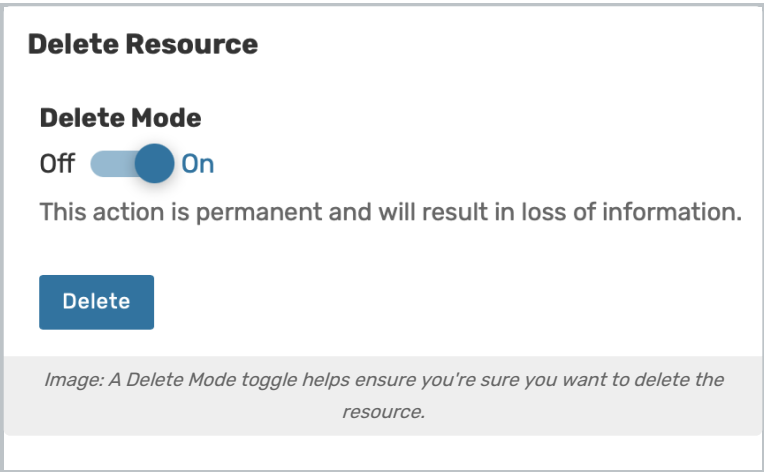 Delete Resource
Delete Mode
Off On
This action is permanent and will result in loss of information.
Delete
Image: A Delete Mode toggle helps ensure you're sure you want to delete the
resource.